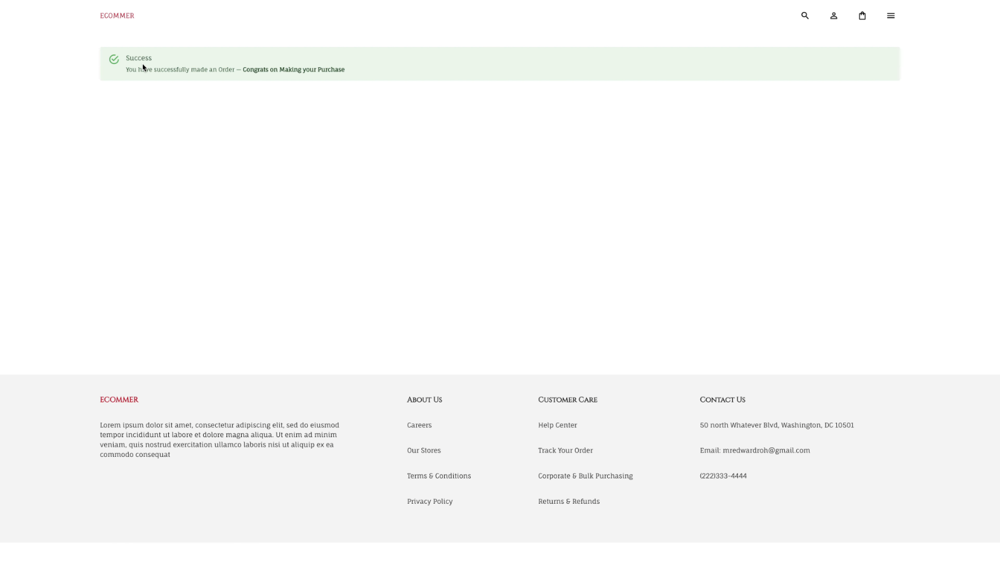 ECOMMER
Success
You have successfully made an Order — Congrats on Making your Purchase
ECOMMER
Lorem ipsum dolor sit amet, consectetur adipiscing elit, sed do eiusmod
tempor incididunt ut labore et dolore magna aliqua. Ut enim ad minim
veniam, quis nostrud exercitation ullamco laboris nisi ut aliquip ex ea
commodo consequat
About Us
Careers
Our Stores
Terms & Conditions
Privacy Policy
Customer Care
Help Center
Track Your Order
Corporate & Bulk Purchasing
Returns & Refunds
Contact Us
50 north Whatever Blvd, Washington, DC 10501
Email: mredwardroh@gmail.com
(222)333-4444